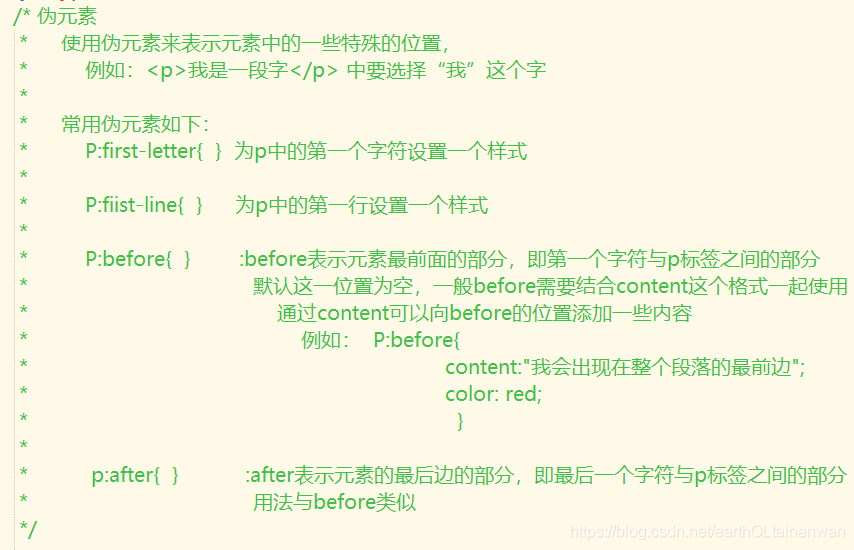 /* 伪元素
* 使用伪元素来表示元素中的一些特殊的位置，
* 例如：<p>我是一段字</p> 中要选择“我”这个字
*
* 常用伪元素如下：
* P:first-letter{ } 为p中的第一个字符设置一个样式
*
* P:fiist-line{ } 为p中的第一行设置一个样式
*
* P:before{ } :before表示元素最前面的部分，即第一个字符与p标签之间的部分
* 默认这一位置为空，一般before需要结合content这个格式一起使用
* 通过content可以向before的位置添加一些内容
* 例如： P:before{
* content:"我会出现在整个段落的最前边";
* color: red;
* }
*
* p:after{ } :after表示元素的最后边的部分，即最后一个字符与p标签之间的部分
* 用法与before类似
*/
https://blog.csdn.net/earthOLtainanwan